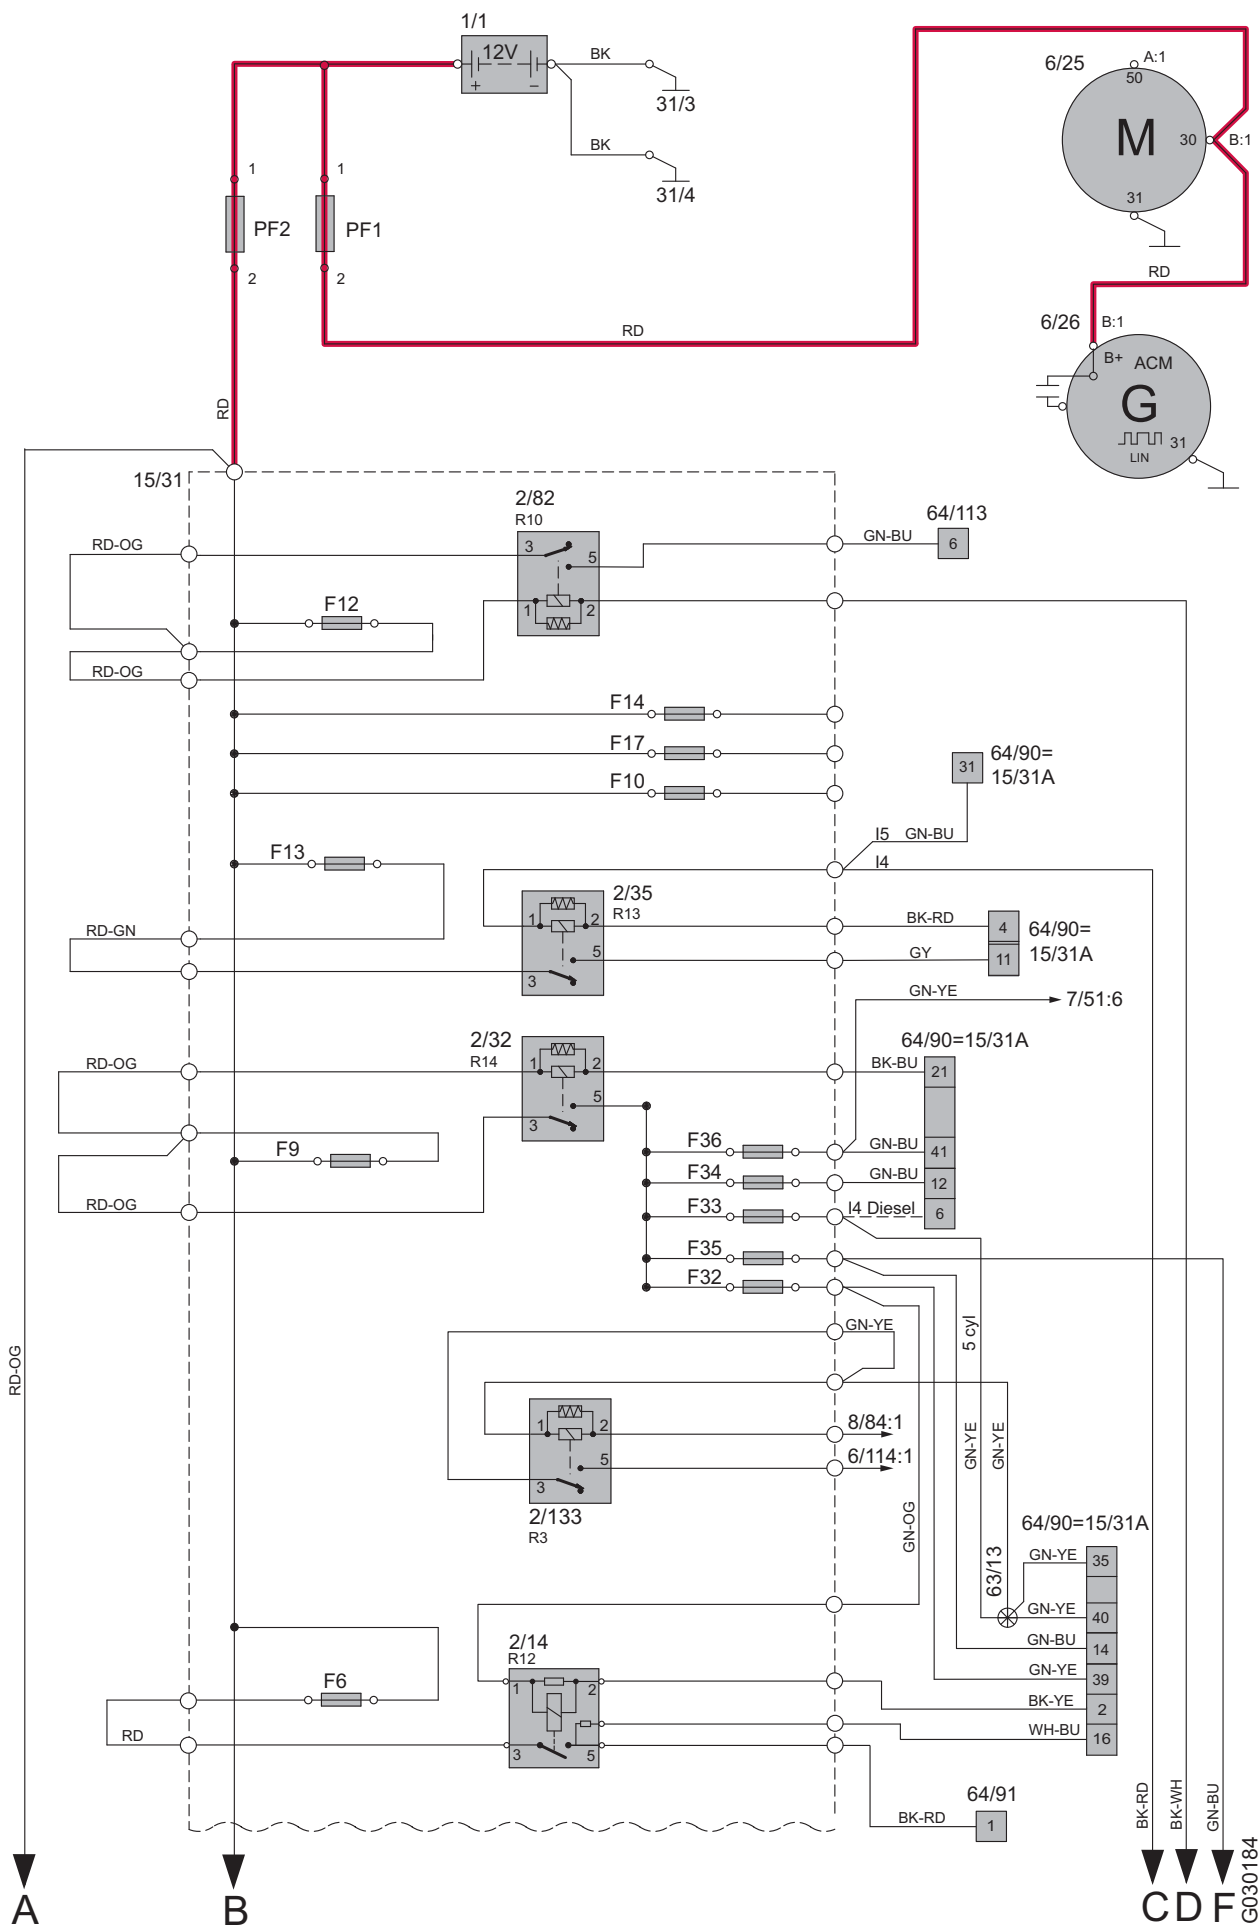 1/1
12V
+
−
BK
31/3
BK
31/4
6/25
A:1
50
M
30
B:1
31
RD
1
PF2
2
1
PF1
2
RD
6/26
B:1
B+
ACM
G
31
LIN
RD
15/31
2/82
R10
RD-OG
3
5
1
2
GN-BU
64/113
6
F12
RD-OG
F14
F17
F10
64/90=
15/31A
31
I5
GN-BU
I4
F13
2/35
R13
1
2
5
3
RD-GN
BK-RD
4
GY
11
64/90=
15/31A
GN-YE
7/51:6
2/32
R14
RD-OG
1
2
5
3
64/90=15/31A
BK-BU
21
F9
F36
GN-BU
41
F34
GN-BU
12
RD-OG
F33
I4 Diesel
6
F35
F32
GN-YE
5 cyl
RD-OG
1
2
5
3
2/133
R3
8/84:1
6/114:1
GN-YE
GN-YE
GN-OG
63/13
64/90=15/31A
GN-YE
35
GN-YE
40
GN-BU
14
GN-YE
39
BK-YE
2
WH-BU
16
2/14
R12
1
2
3
5
F6
RD
64/91
BK-RD
1
BK-RD
BK-WH
GN-BU
A
B
C
D
F
G030184